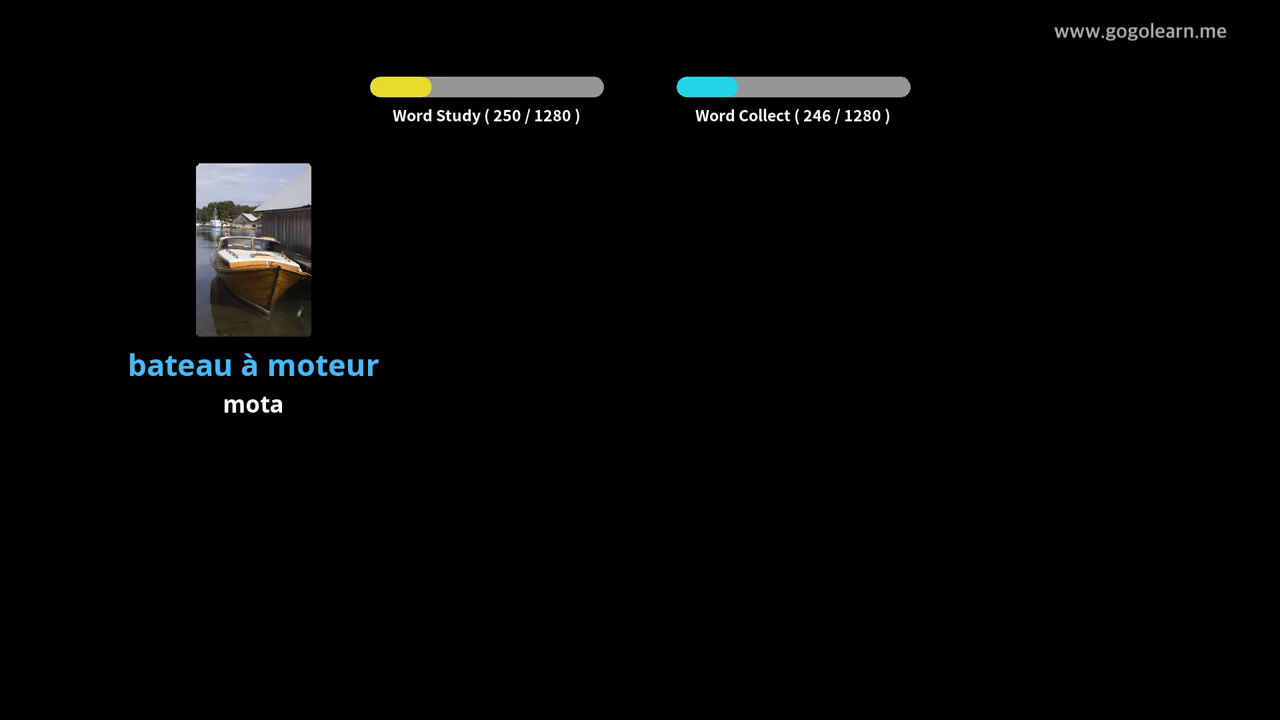 www.gogolearn.me
Word Study ( 250 / 1280 )
Word Collect ( 246 / 1280 )
bateau à moteur
mota